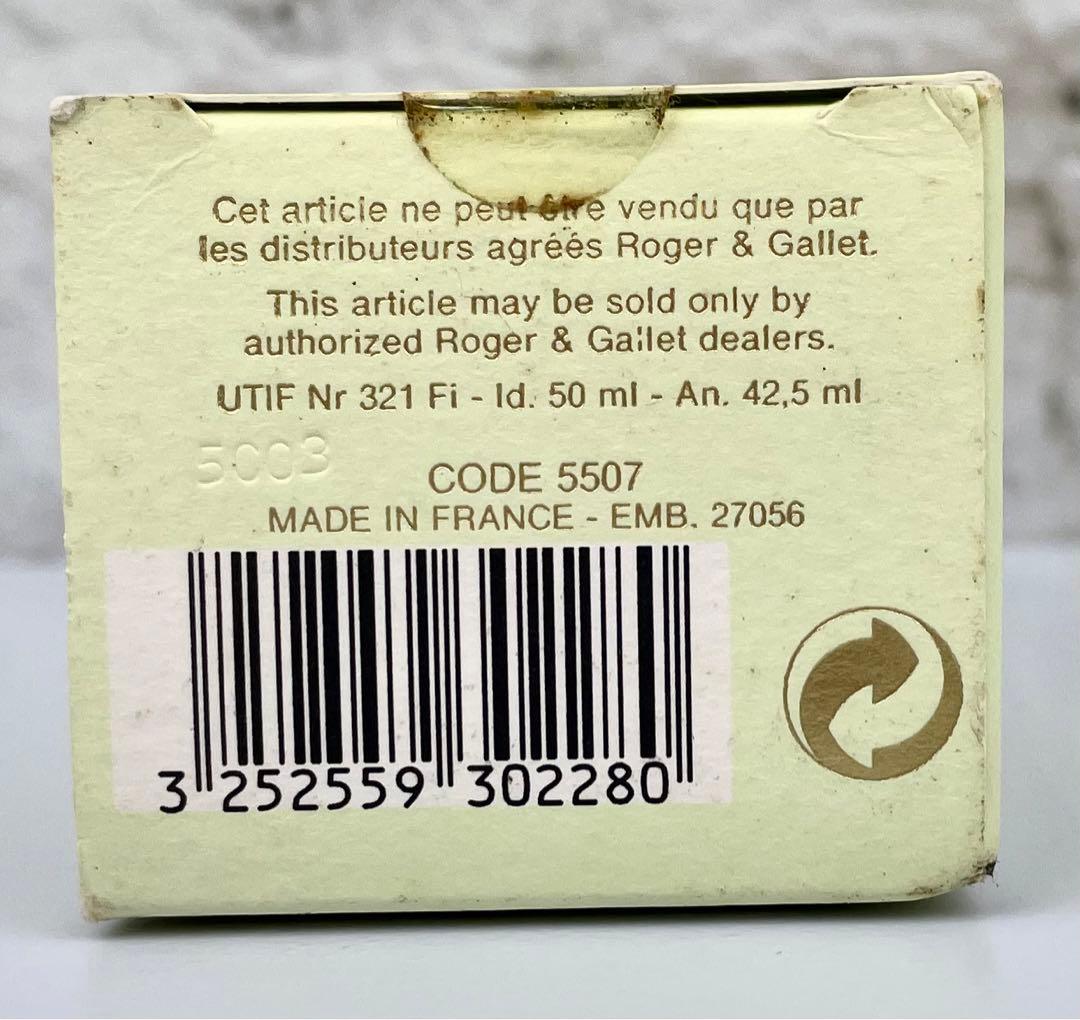 Cet article ne peut être vendu que par
les distributeurs agréés Roger & Gallet.
This article may be sold only by
authorized Roger & Gallet dealers.
UTIF Nr 321 Fi - Id. 50 ml - An. 42,5 ml
5003
CODE 5507
MADE IN FRANCE - EMB. 27056
3 252559 302280